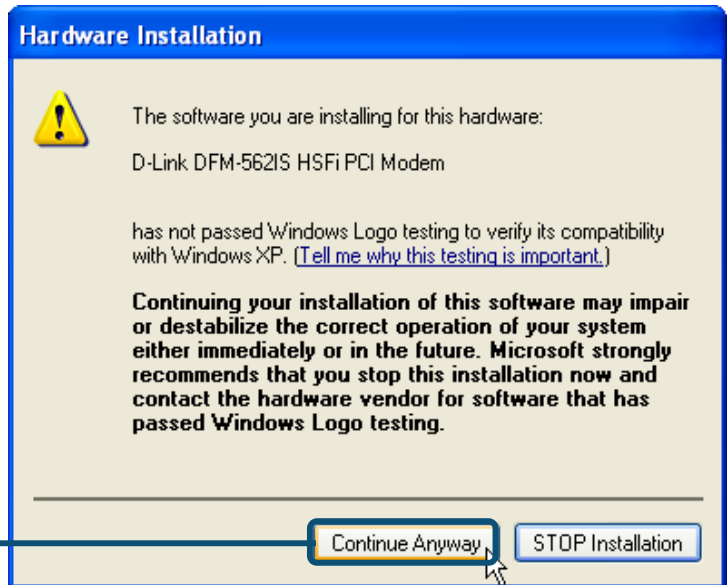 Hardware Installation
The software you are installing for this hardware:
D-Link DFM-562IS HSFi PCI Modem
has not passed Windows Logo testing to verify its compatibility
with Windows XP. (Tell me why this testing is important.)
Continuing your installation of this software may impair
or destabilize the correct operation of your system
either immediately or in the future. Microsoft strongly
recommends that you stop this installation now and
contact the hardware vendor for software that has
passed Windows Logo testing.
Continue Anyway
STOP Installation